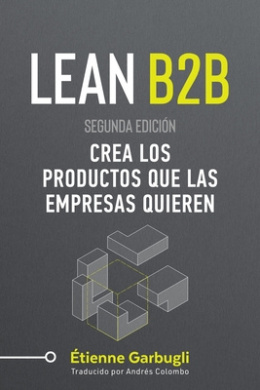 LEAN B2B
SEGUNDA EDICIÓN
CREA LOS
PRODUCTOS QUE LAS
EMPRESAS QUIEREN
Étienne Garbugli
Traducido por Andrés Colombo